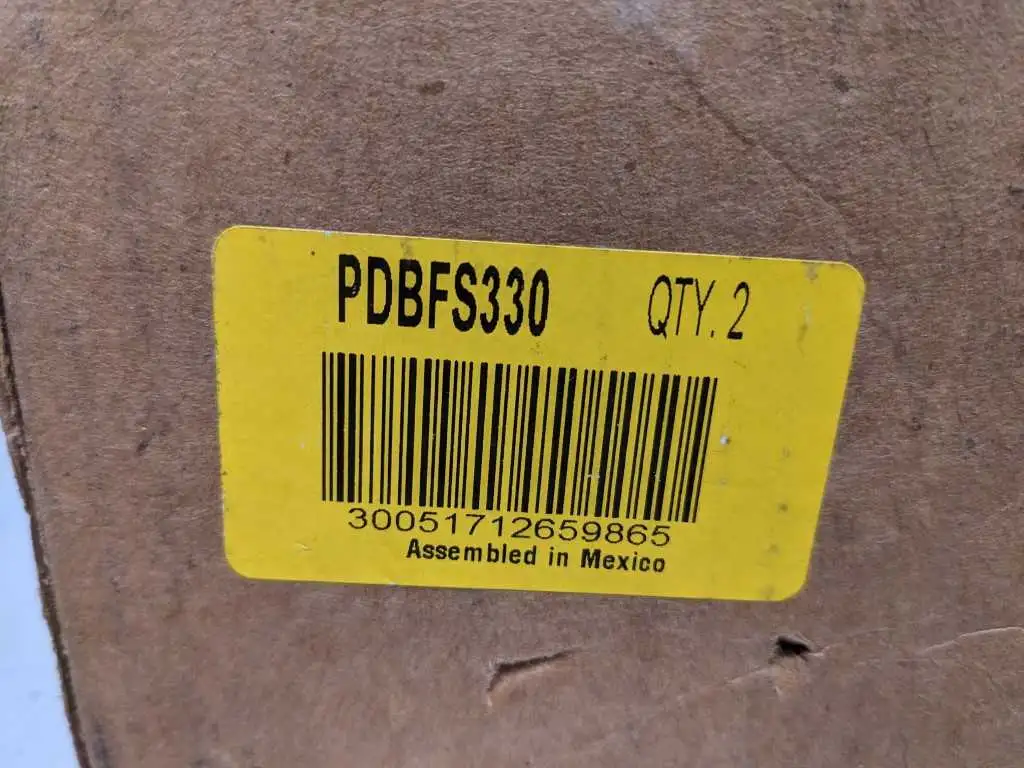 PDBFS330 QTY. 2
30051712659865
Assembled in Mexico